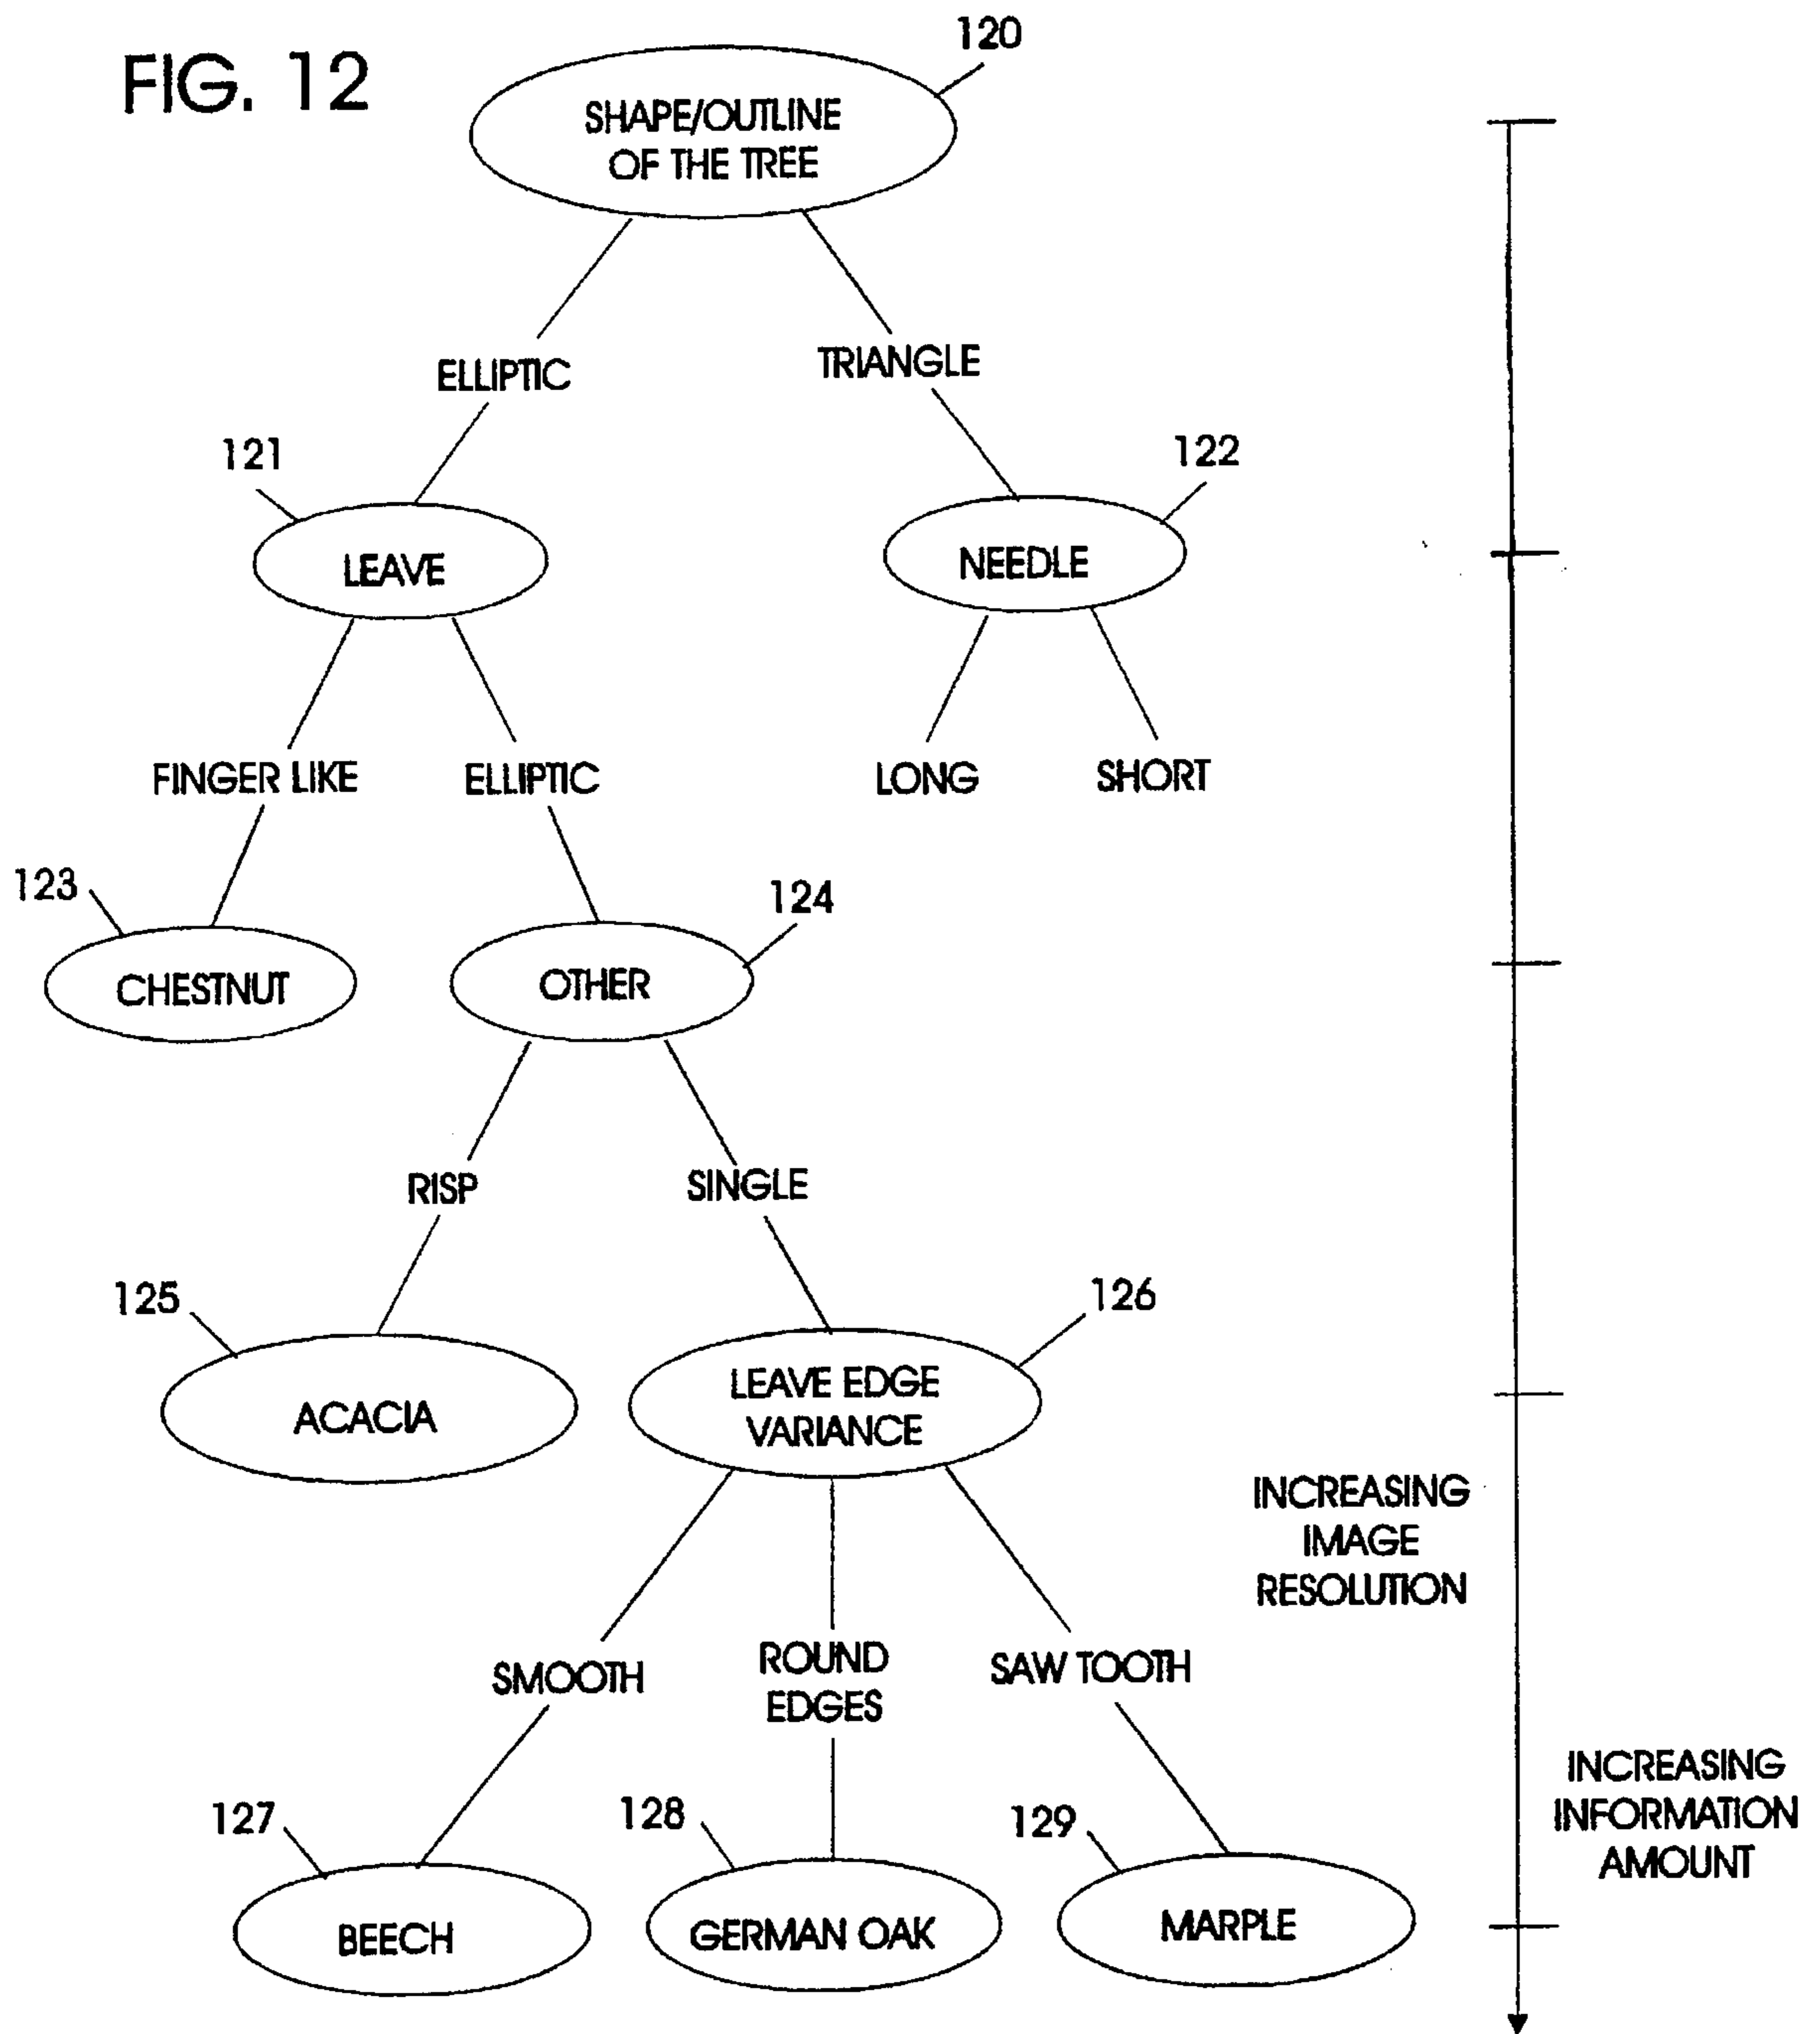 FIG. 12
120
SHAPE/OUTLINE
OF THE TREE
ELLIPTIC
TRIANGLE
121
122
LEAVE
NEEDLE
FINGER LIKE
ELLIPTIC
LONG
SHORT
123
124
CHESTNUT
OTHER
RISP
SINGLE
125
126
ACACIA
LEAVE EDGE
VARIANCE
INCREASING
IMAGE
RESOLUTION
SMOOTH
ROUND
EDGES
SAW TOOTH
INCREASING
INFORMATION
AMOUNT
127
128
129
BEECH
GERMAN OAK
MARPLE